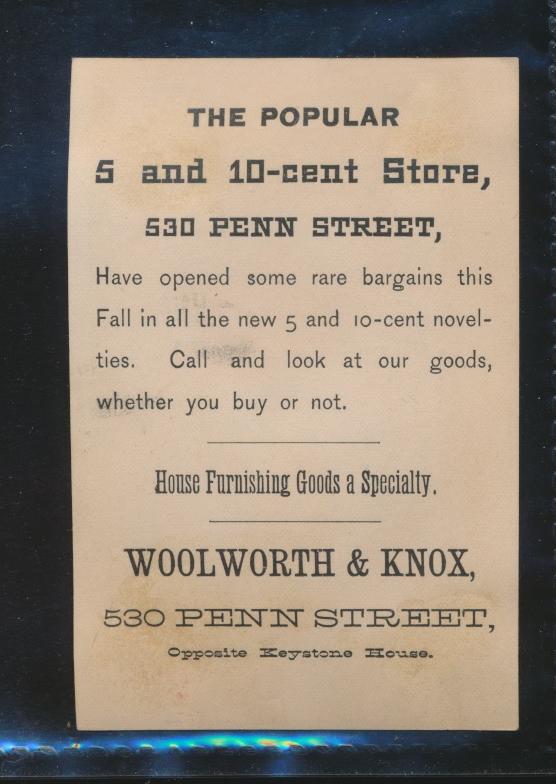 THE POPULAR
5 and 10-cent Store,
530 PENN STREET,
Have opened some rare bargains this
Fall in all the new 5 and 10-cent novel-
ties. Call and look at our goods,
whether you buy or not.
House Furnishing Goods a Specialty.
WOOLWORTH & KNOX,
530 PENN STREET,
Opposite Keystone House.